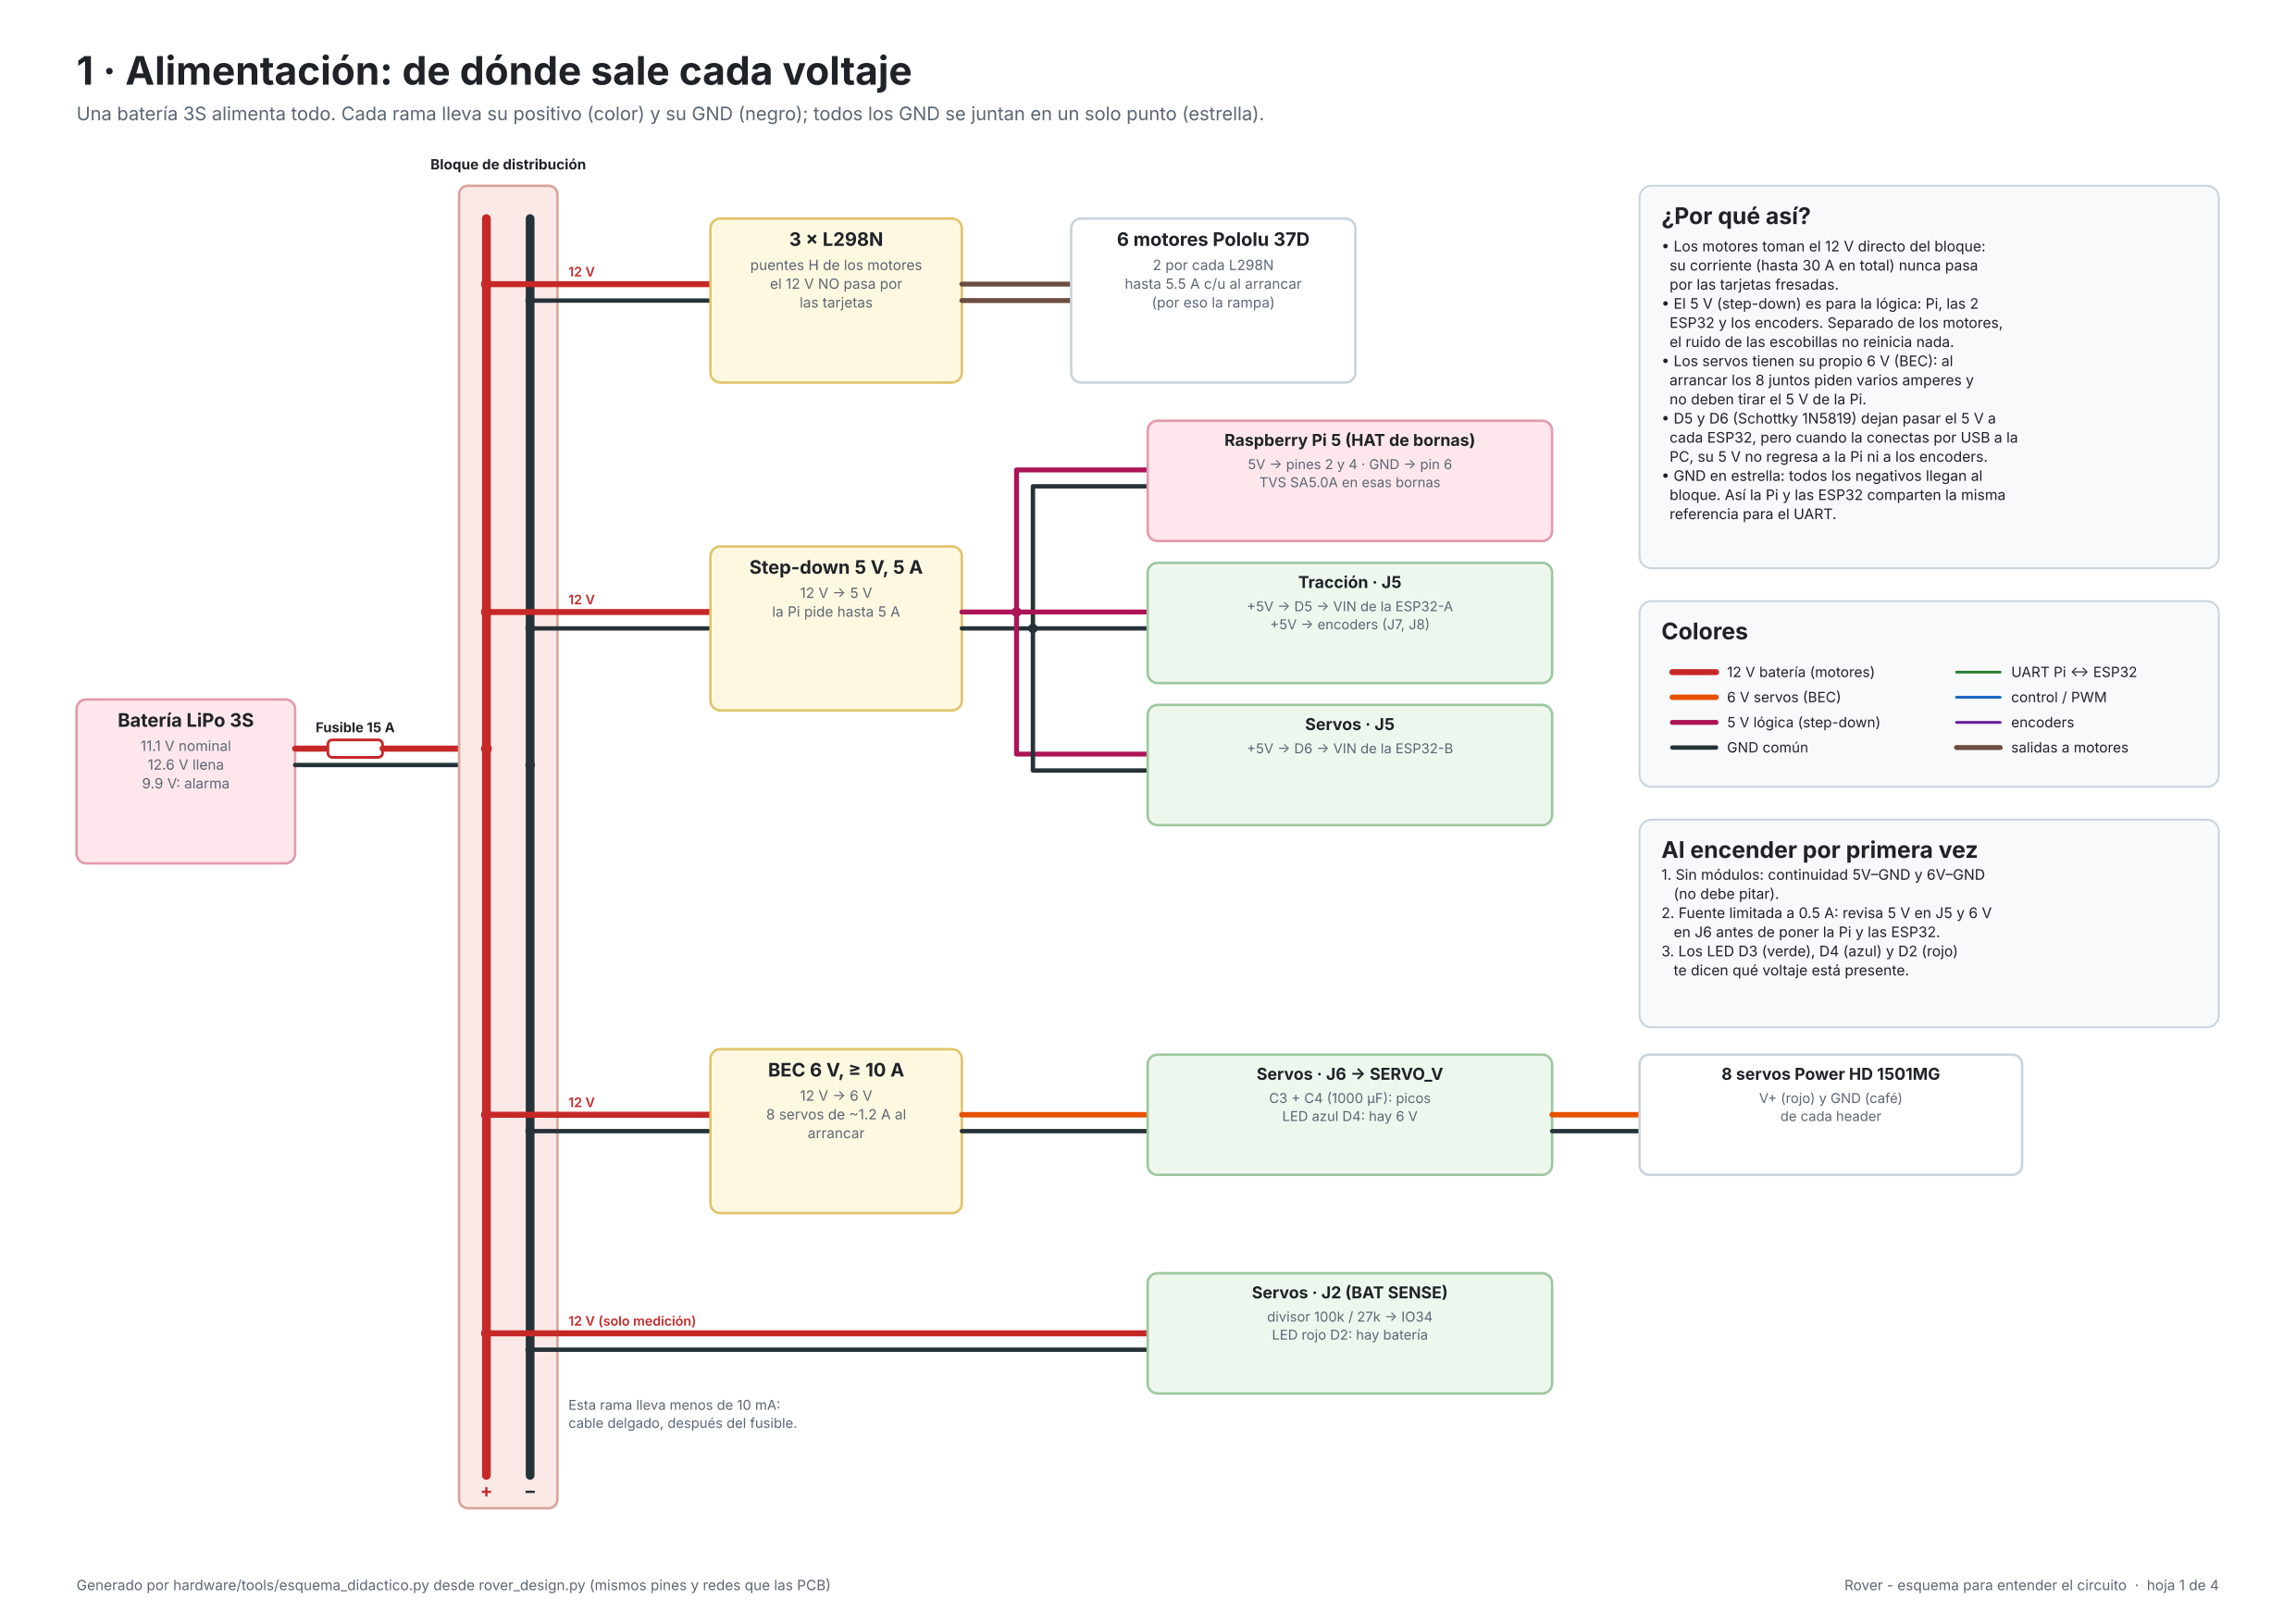 1 · Alimentación: de dónde sale cada voltaje
Una batería 3S alimenta todo. Cada rama lleva su positivo (color) y su GND (negro); todos los GND se juntan en un solo punto (estrella).
Bloque de distribución
12 V
3 × L298N
puentes H de los motores
el 12 V NO pasa por
las tarjetas
6 motores Pololu 37D
2 por cada L298N
hasta 5.5 A c/u al arrancar
(por eso la rampa)
¿Por qué así?
• Los motores toman el 12 V directo del bloque:
su corriente (hasta 30 A en total) nunca pasa
por las tarjetas fresadas.
• El 5 V (step-down) es para la lógica: Pi, las 2
ESP32 y los encoders. Separado de los motores,
el ruido de las escobillas no reinicia nada.
• Los servos tienen su propio 6 V (BEC): al
arrancar los 8 juntos piden varios amperes y
no deben tirar el 5 V de la Pi.
• D5 y D6 (Schottky 1N5819) dejan pasar el 5 V a
cada ESP32, pero cuando la conectas por USB a la
PC, su 5 V no regresa a la Pi ni a los encoders.
• GND en estrella: todos los negativos llegan al
bloque. Así la Pi y las ESP32 comparten la misma
referencia para el UART.
Raspberry Pi 5 (HAT de bornas)
5V → pines 2 y 4 · GND → pin 6
TVS SA5.0A en esas bornas
12 V
Step-down 5 V, 5 A
12 V → 5 V
la Pi pide hasta 5 A
Tracción · J5
+5V → D5 → VIN de la ESP32-A
+5V → encoders (J7, J8)
Servos · J5
+5V → D6 → VIN de la ESP32-B
Colores
12 V batería (motores)
6 V servos (BEC)
5 V lógica (step-down)
GND común
UART Pi ↔ ESP32
control / PWM
encoders
salidas a motores
Batería LiPo 3S
11.1 V nominal
12.6 V llena
9.9 V: alarma
Fusible 15 A
Al encender por primera vez
1. Sin módulos: continuidad 5V–GND y 6V–GND
(no debe pitar).
2. Fuente limitada a 0.5 A: revisa 5 V en J5 y 6 V
en J6 antes de poner la Pi y las ESP32.
3. Los LED D3 (verde), D4 (azul) y D2 (rojo)
te dicen qué voltaje está presente.
12 V
BEC 6 V, ≥ 10 A
12 V → 6 V
8 servos de ~1.2 A al
arrancar
Servos · J6 → SERVO_V
C3 + C4 (1000 µF): picos
LED azul D4: hay 6 V
8 servos Power HD 1501MG
V+ (rojo) y GND (café)
de cada header
12 V (solo medición)
Servos · J2 (BAT SENSE)
divisor 100k / 27k → IO34
LED rojo D2: hay batería
Esta rama lleva menos de 10 mA:
cable delgado, después del fusible.
+ −
Generado por hardware/tools/esquema_didactico.py desde rover_design.py (mismos pines y redes que las PCB)
Rover - esquema para entender el circuito · hoja 1 de 4